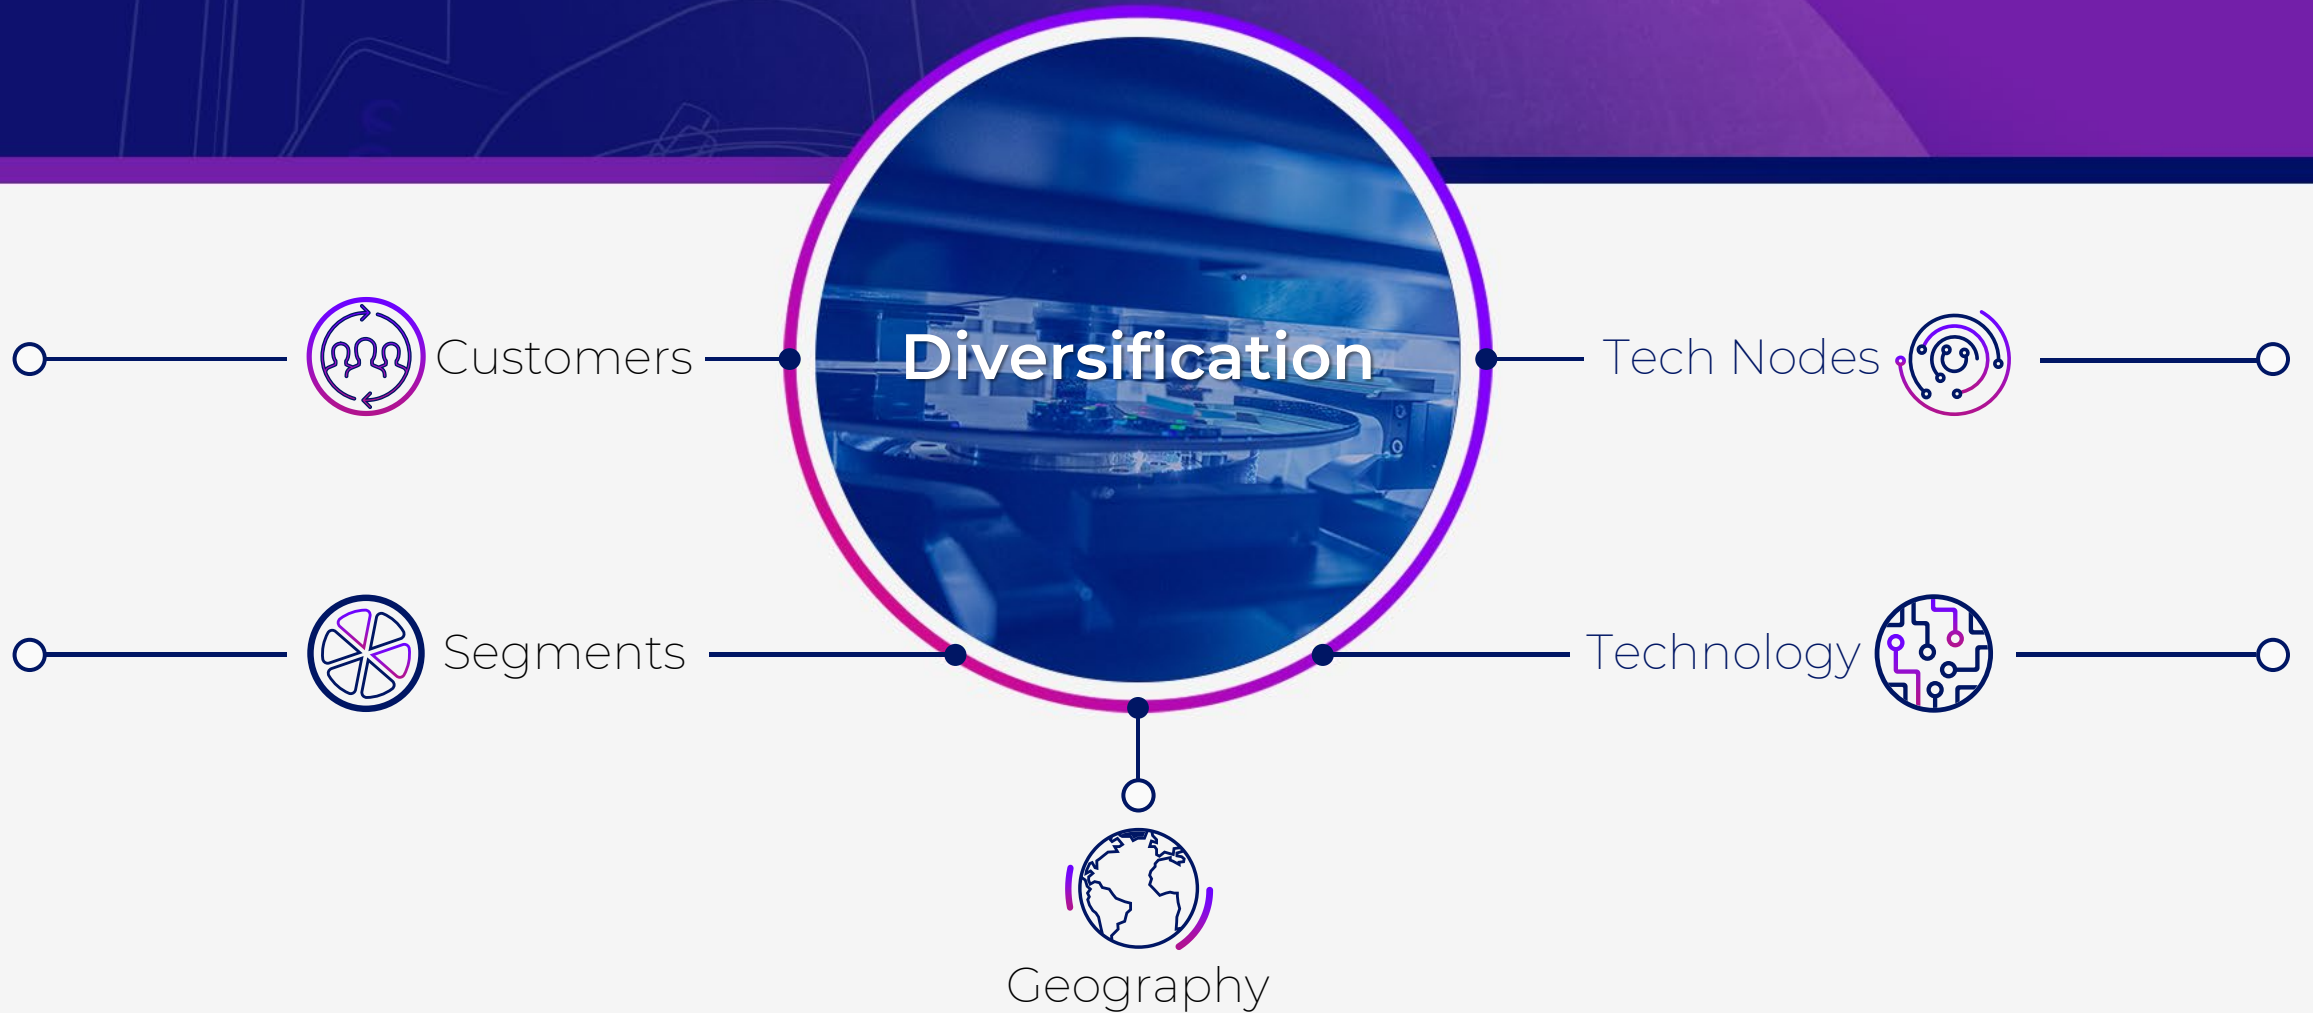 Diversification
Customers
Tech Nodes
Segments
Technology
Geography